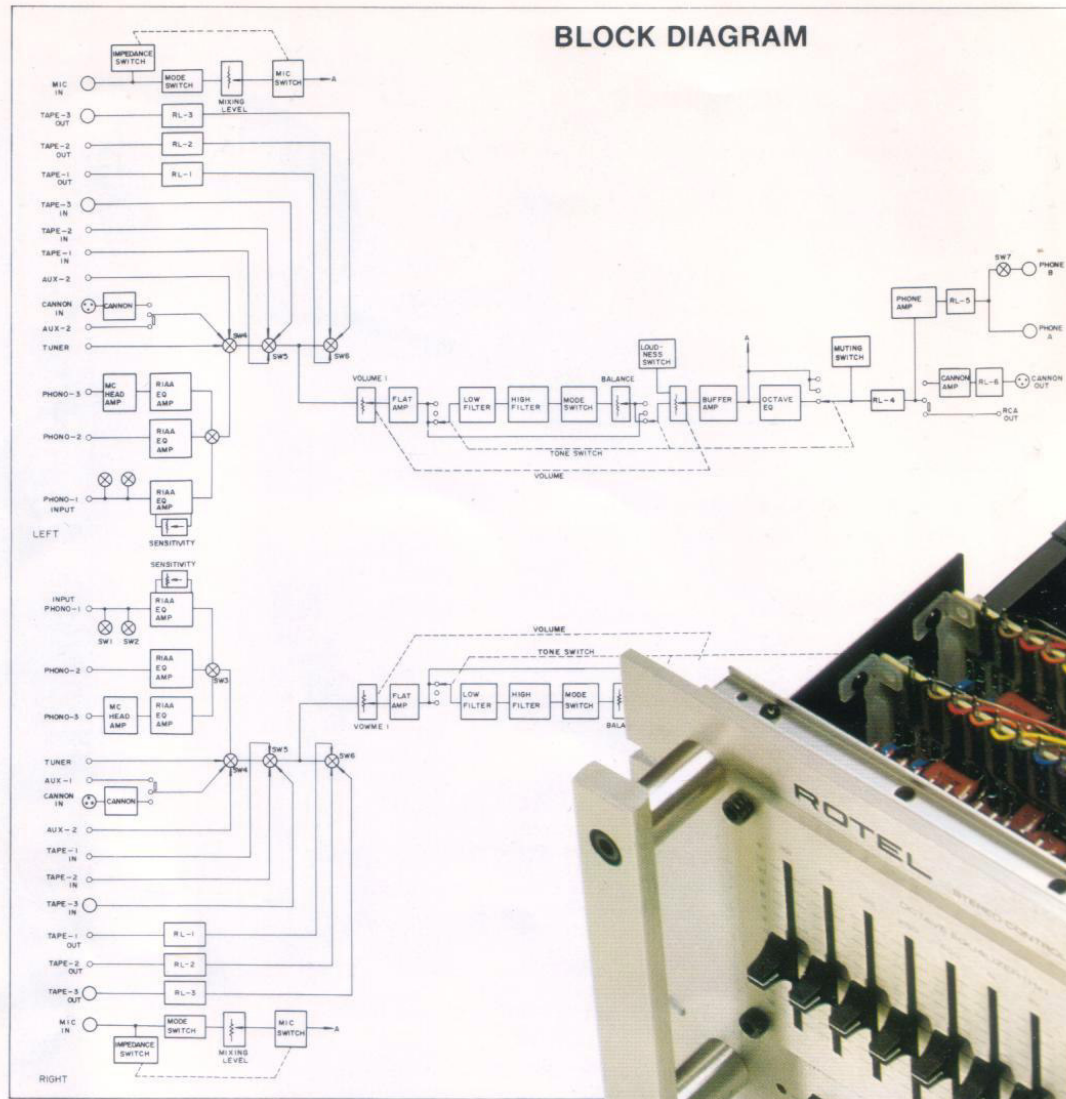 BLOCK DIAGRAM
IMPEDANCE
SWITCH
MIC
IN
MODE
SWITCH
MIXING
LEVEL
MIC
SWITCH
A
TAPE-3
OUT
RL-3
TAPE-2
OUT
RL-2
TAPE-1
OUT
RL-1
TAPE-3
IN
TAPE-2
IN
TAPE-1
IN
AUX-2
CANNON
IN
CANNON
AUX-2
TUNER
SW4
SW5
SW6
PHONO-3
MC
HEAD
AMP
RIAA
EQ
AMP
PHONO-2
RIAA
EQ
AMP
PHONO-1
INPUT
RIAA
EQ
AMP
SENSITIVITY
LEFT
VOLUME 1
FLAT
AMP
LOW
FILTER
HIGH
FILTER
MODE
SWITCH
BALANCE
LOUD-
NESS
SWITCH
BUFFER
AMP
A
OCTAVE
EQ
MUTING
SWITCH
RL-4
PHONE
AMP
RL-5
SW7
PHONE
B
PHONE
A
CANNON
AMP
RL-6
CANNON
OUT
RCA
OUT
TONE SWITCH
VOLUME
SENSITIVITY
INPUT
PHONO-1
SW1
SW2
RIAA
EQ
AMP
PHONO-2
RIAA
EQ
AMP
SW3
PHONO-3
MC
HEAD
AMP
RIAA
EQ
AMP
VOLUME
TONE SWITCH
VOWME 1
FLAT
AMP
LOW
FILTER
HIGH
FILTER
MODE
SWITCH
BALA
TUNER
SW4
SW5
SW6
AUX-1
CANNON
IN
CANNON
AUX-2
TAPE-1
IN
TAPE-2
IN
TAPE-3
IN
TAPE-1
OUT
RL-1
TAPE-2
OUT
RL-2
TAPE-3
OUT
RL-3
MIC
IN
IMPEDANCE
SWITCH
MODE
SWITCH
MIXING
LEVEL
MIC
SWITCH
A
RIGHT
ROTEL
STEREO CONTROL
OCTAVE EQUALIZER